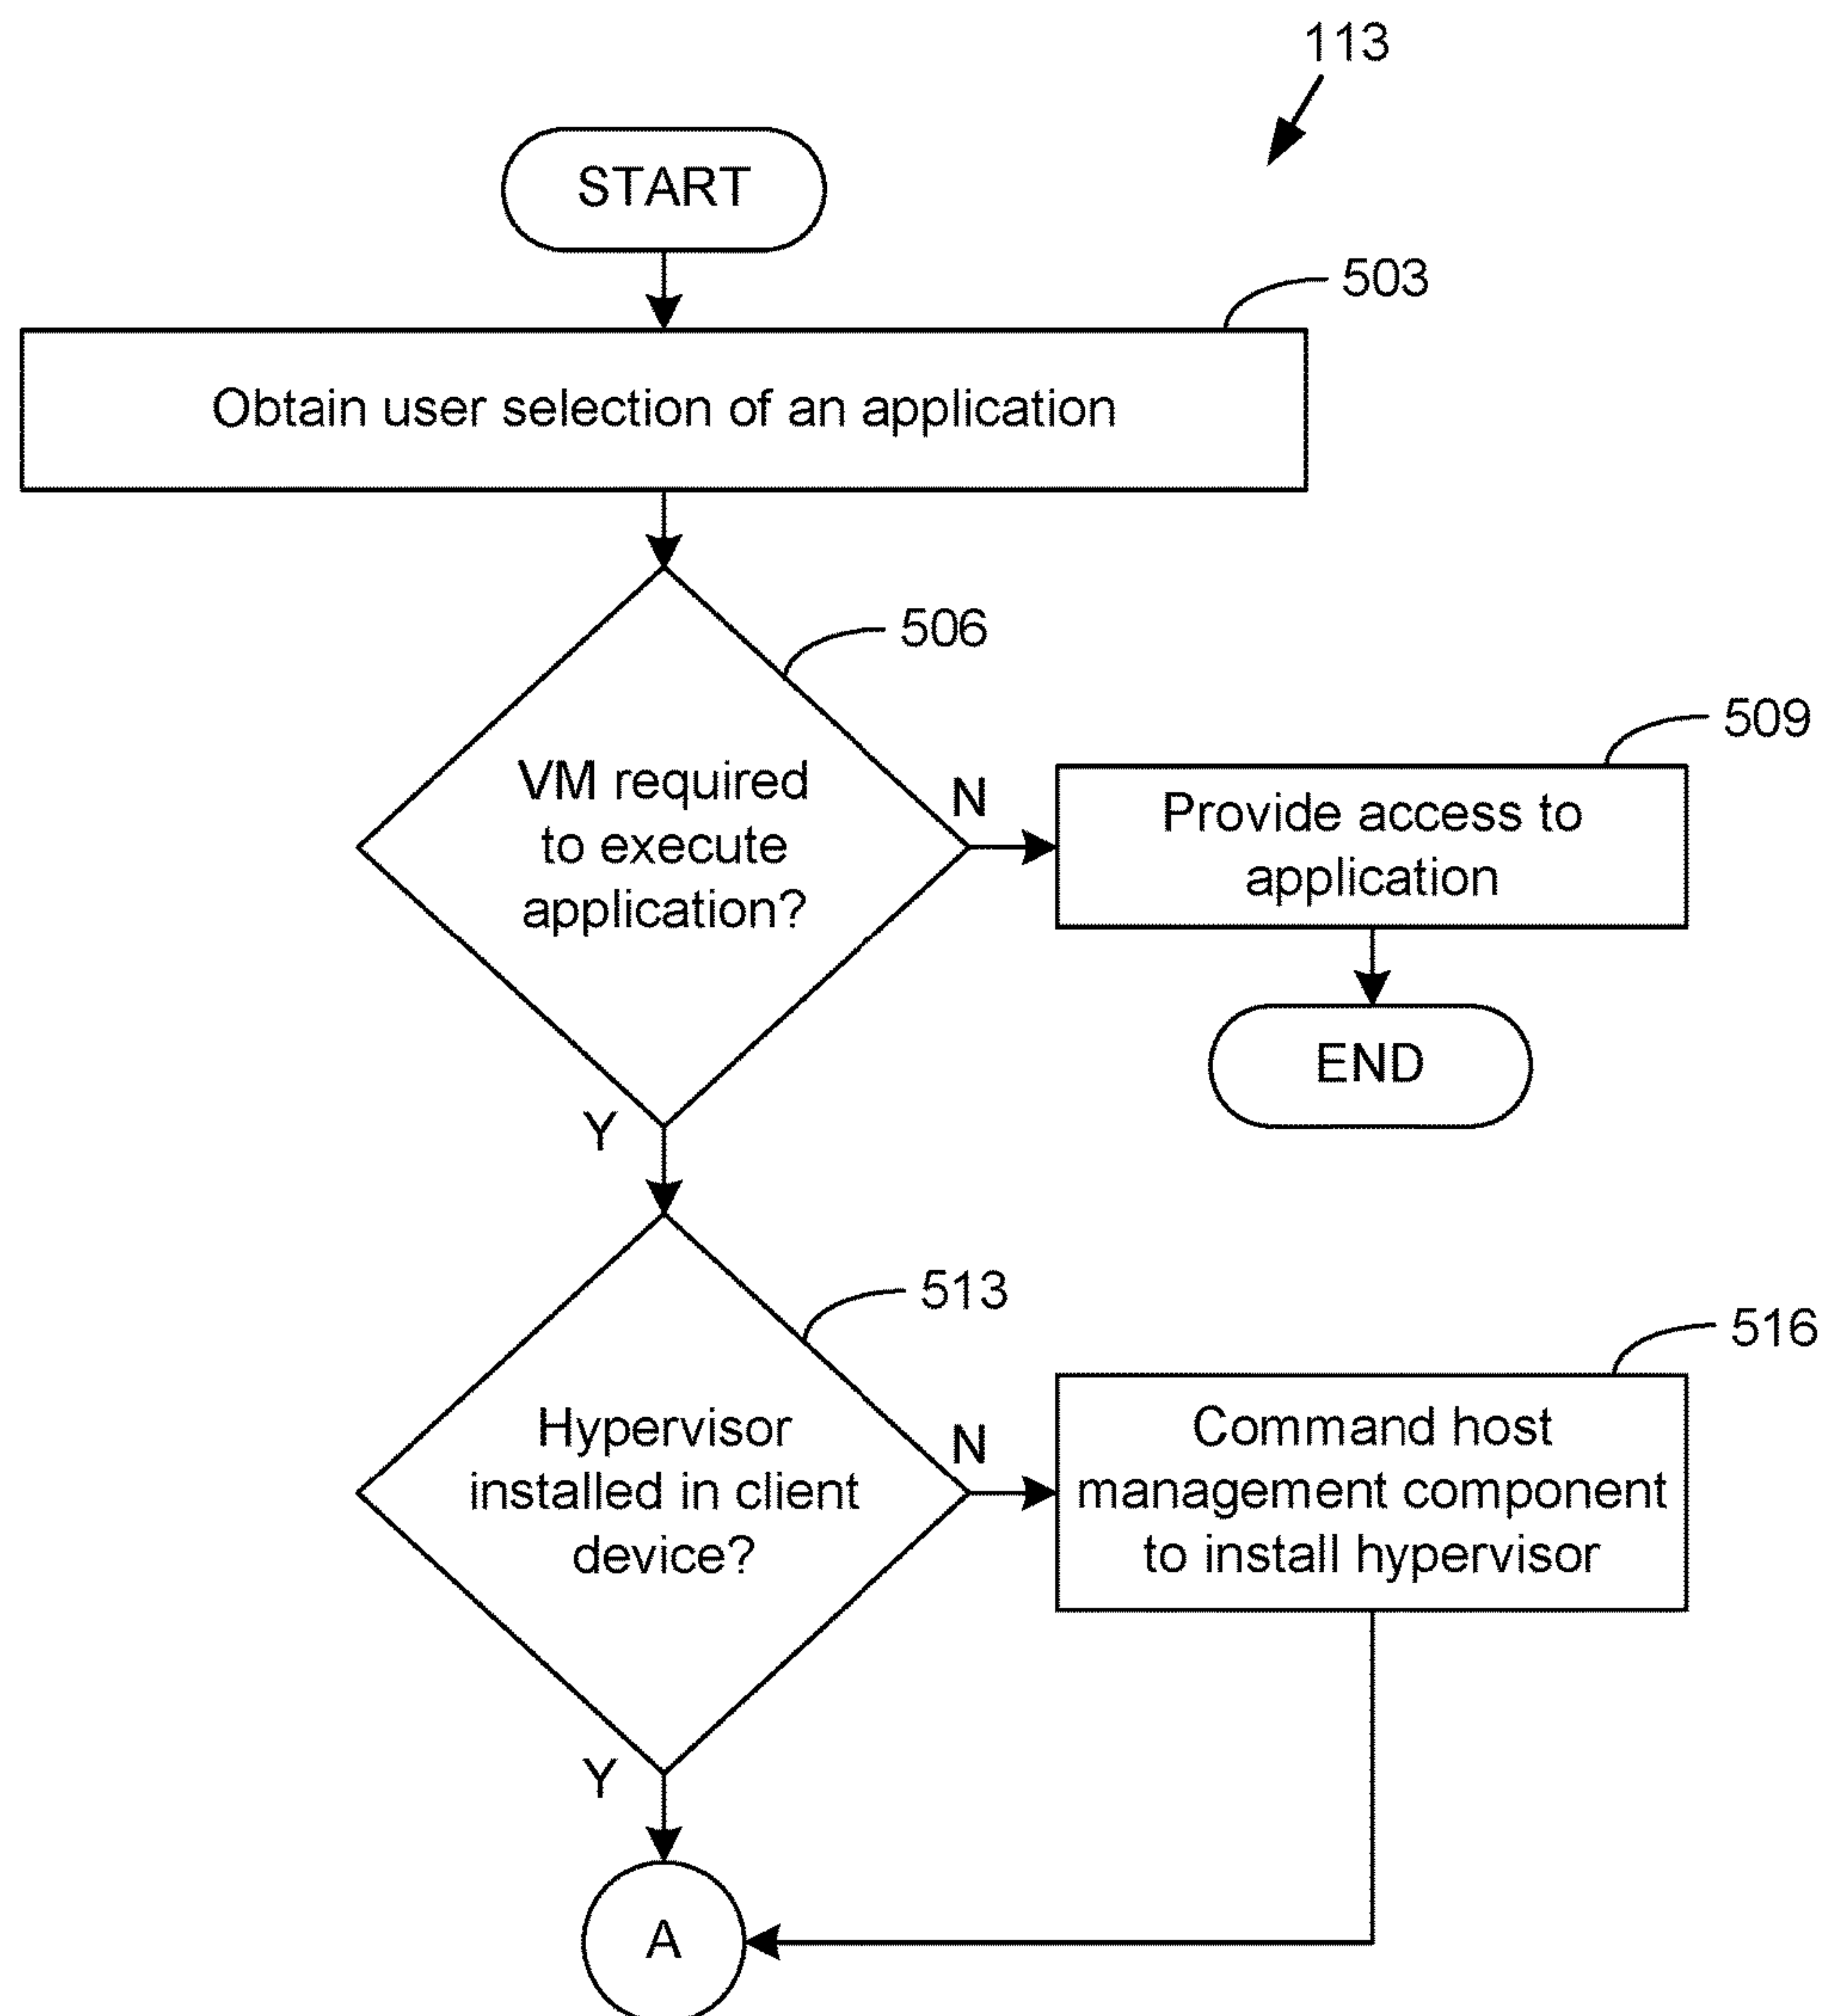 113
START
503
Obtain user selection of an application
506
VM required
to execute
application?
N
509
Provide access to
application
END
Y
513
Hypervisor
installed in client
device?
N
516
Command host
management component
to install hypervisor
Y
A